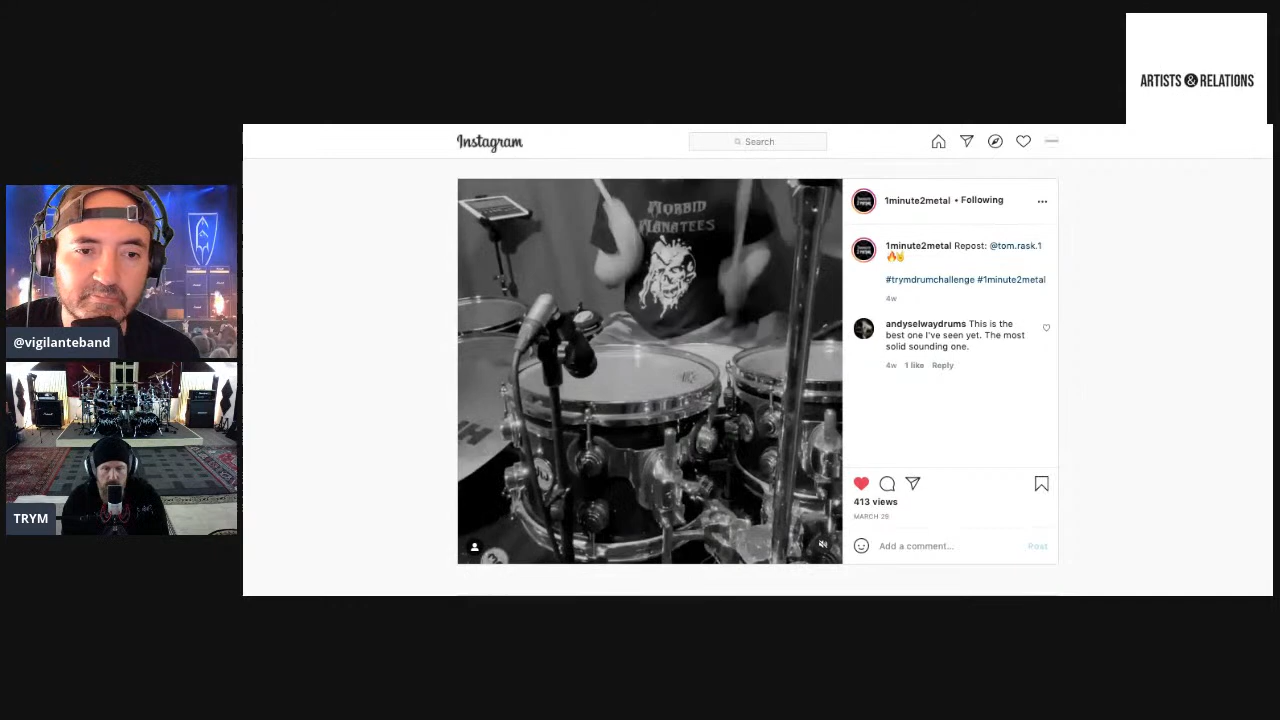 ARTISTS & RELATIONS
Instagram
Search
MORBID
MANATEES
1minute2metal • Following
1minute2metal Repost: @tom.rask.1
#trymdrumchallenge #1minute2metal
4w
andyselwaydrums This is the
best one I've seen yet. The most
solid sounding one.
4w 1 like Reply
413 views
MARCH 29
Add a comment... Post
@vigilanteband
TRYM